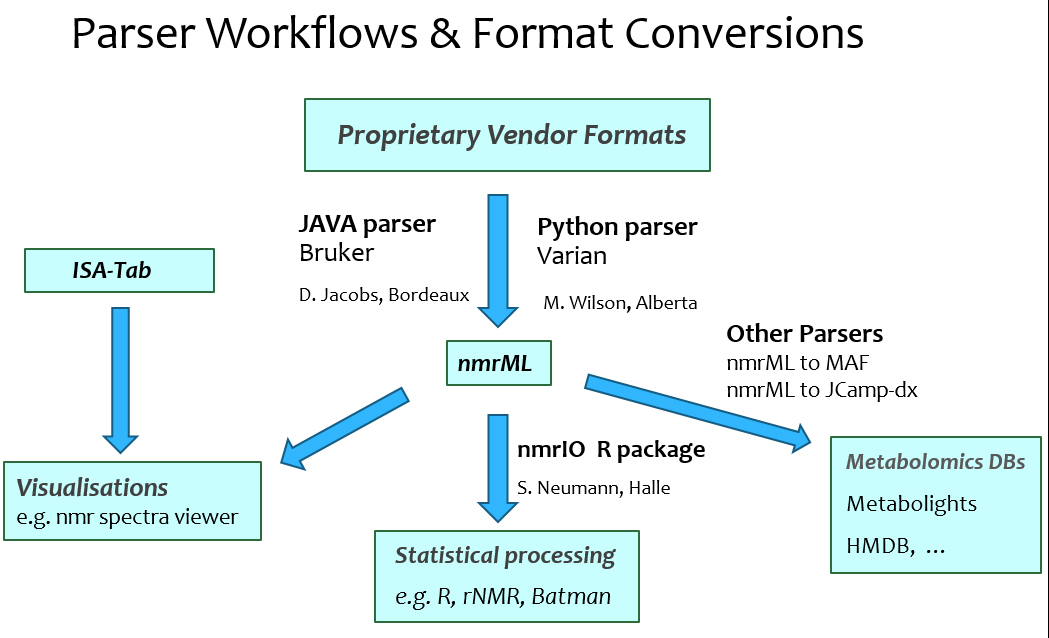 Parser Workflows & Format Conversions
Proprietary Vendor Formats
JAVA parser
Bruker
D. Jacobs, Bordeaux
Python parser
Varian
M. Wilson, Alberta
ISA-Tab
nmrML
Other Parsers
nmrML to MAF
nmrML to JCamp-dx
nmrIO R package
S. Neumann, Halle
Visualisations
e.g. nmr spectra viewer
Statistical processing
e.g. R, rNMR, Batman
Metabolomics DBs
Metabolights
HMDB, ...